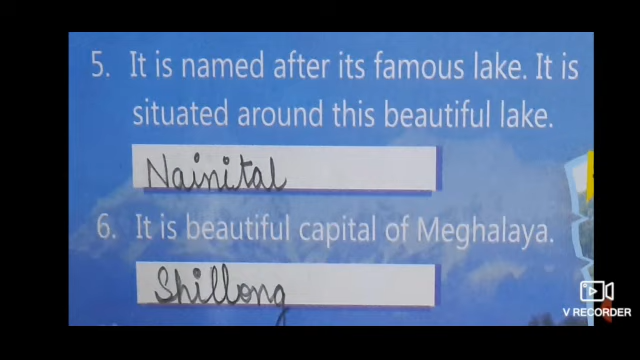 5. It is named after its famous lake. It is
situated around this beautiful lake.
Nainital
6. It is beautiful capital of Meghalaya.
Shillong
V RECORDER